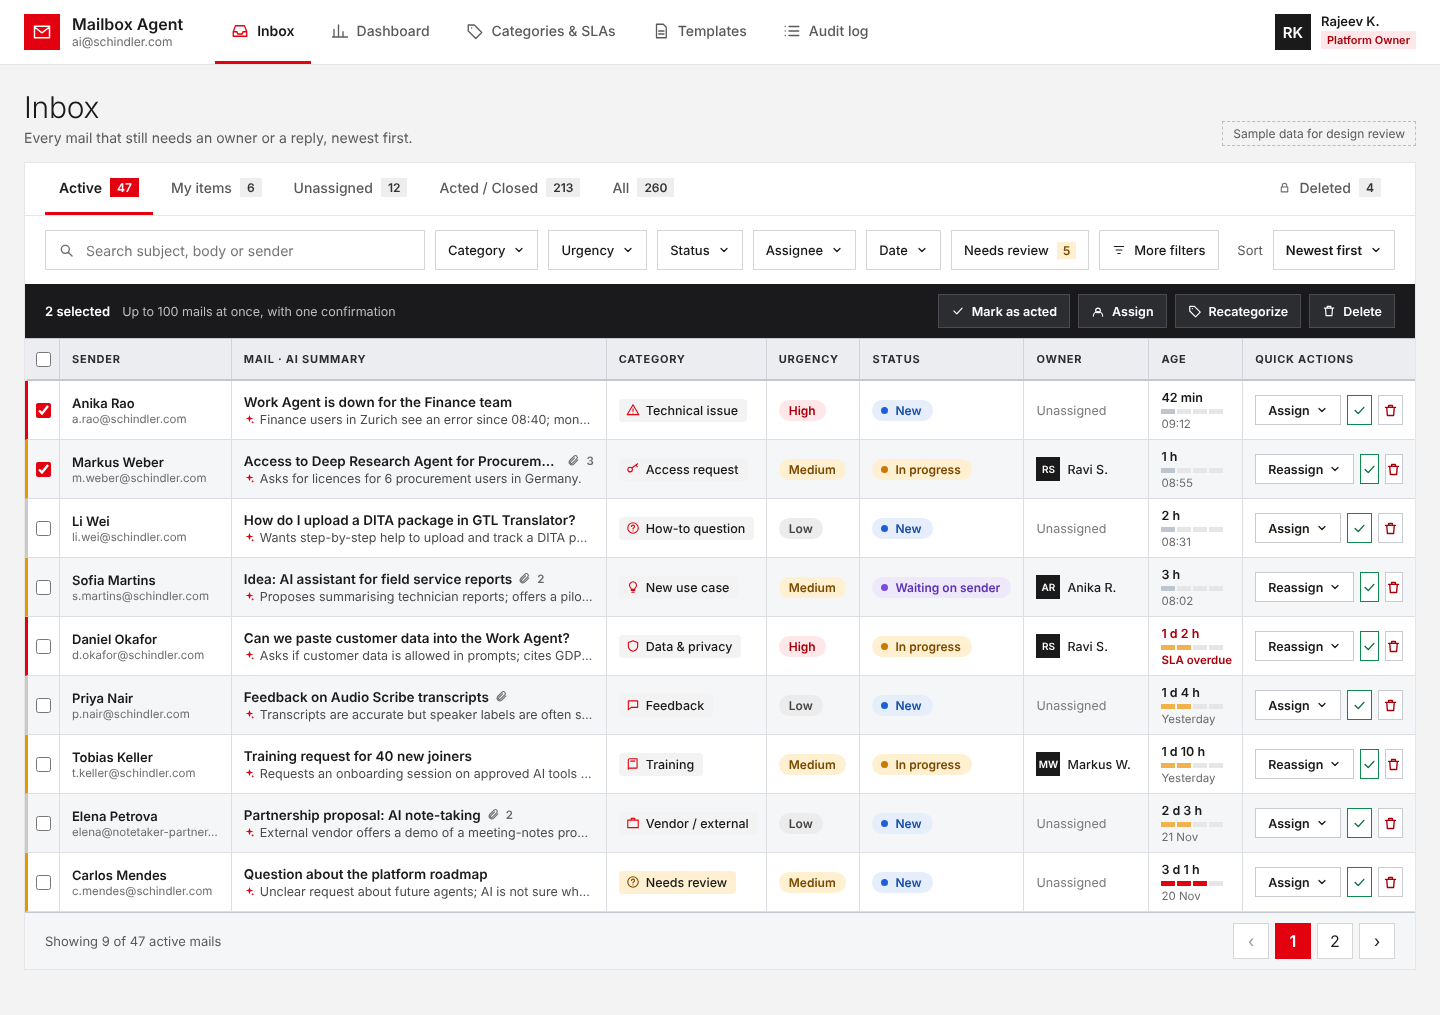 Mailbox Agent
ai@schindler.com
Inbox
Dashboard
Categories & SLAs
Templates
Audit log
RK
Rajeev K.
Platform Owner
Inbox
Every mail that still needs an owner or a reply, newest first.
Sample data for design review
Active 47
My items 6
Unassigned 12
Acted / Closed 213
All 260
Deleted 4
Search subject, body or sender
Category
Urgency
Status
Assignee
Date
Needs review 5
More filters
Sort
Newest first
2 selected
Up to 100 mails at once, with one confirmation
Mark as acted
Assign
Recategorize
Delete
SENDER
MAIL · AI SUMMARY
CATEGORY
URGENCY
STATUS
OWNER
AGE
QUICK ACTIONS
Anika Rao
a.rao@schindler.com
Work Agent is down for the Finance team
Finance users in Zurich see an error since 08:40; mon...
Technical issue
High
New
Unassigned
42 min
09:12
Assign
Markus Weber
m.weber@schindler.com
Access to Deep Research Agent for Procurem... 3
Asks for licences for 6 procurement users in Germany.
Access request
Medium
In progress
RS
Ravi S.
1 h
08:55
Reassign
Li Wei
li.wei@schindler.com
How do I upload a DITA package in GTL Translator?
Wants step-by-step help to upload and track a DITA p...
How-to question
Low
New
Unassigned
2 h
08:31
Assign
Sofia Martins
s.martins@schindler.com
Idea: AI assistant for field service reports 2
Proposes summarising technician reports; offers a pilo...
New use case
Medium
Waiting on sender
AR
Anika R.
3 h
08:02
Reassign
Daniel Okafor
d.okafor@schindler.com
Can we paste customer data into the Work Agent?
Asks if customer data is allowed in prompts; cites GDP...
Data & privacy
High
In progress
RS
Ravi S.
1 d 2 h
SLA overdue
Reassign
Priya Nair
p.nair@schindler.com
Feedback on Audio Scribe transcripts
Transcripts are accurate but speaker labels are often s...
Feedback
Low
New
Unassigned
1 d 4 h
Yesterday
Assign
Tobias Keller
t.keller@schindler.com
Training request for 40 new joiners
Requests an onboarding session on approved AI tools ...
Training
Medium
In progress
MW
Markus W.
1 d 10 h
Yesterday
Reassign
Elena Petrova
elena@notetaker-partner...
Partnership proposal: AI note-taking 2
External vendor offers a demo of a meeting-notes pro...
Vendor / external
Low
New
Unassigned
2 d 3 h
21 Nov
Assign
Carlos Mendes
c.mendes@schindler.com
Question about the platform roadmap
Unclear request about future agents; AI is not sure wh...
Needs review
Medium
New
Unassigned
3 d 1 h
20 Nov
Assign
Showing 9 of 47 active mails
‹ 1 2 ›